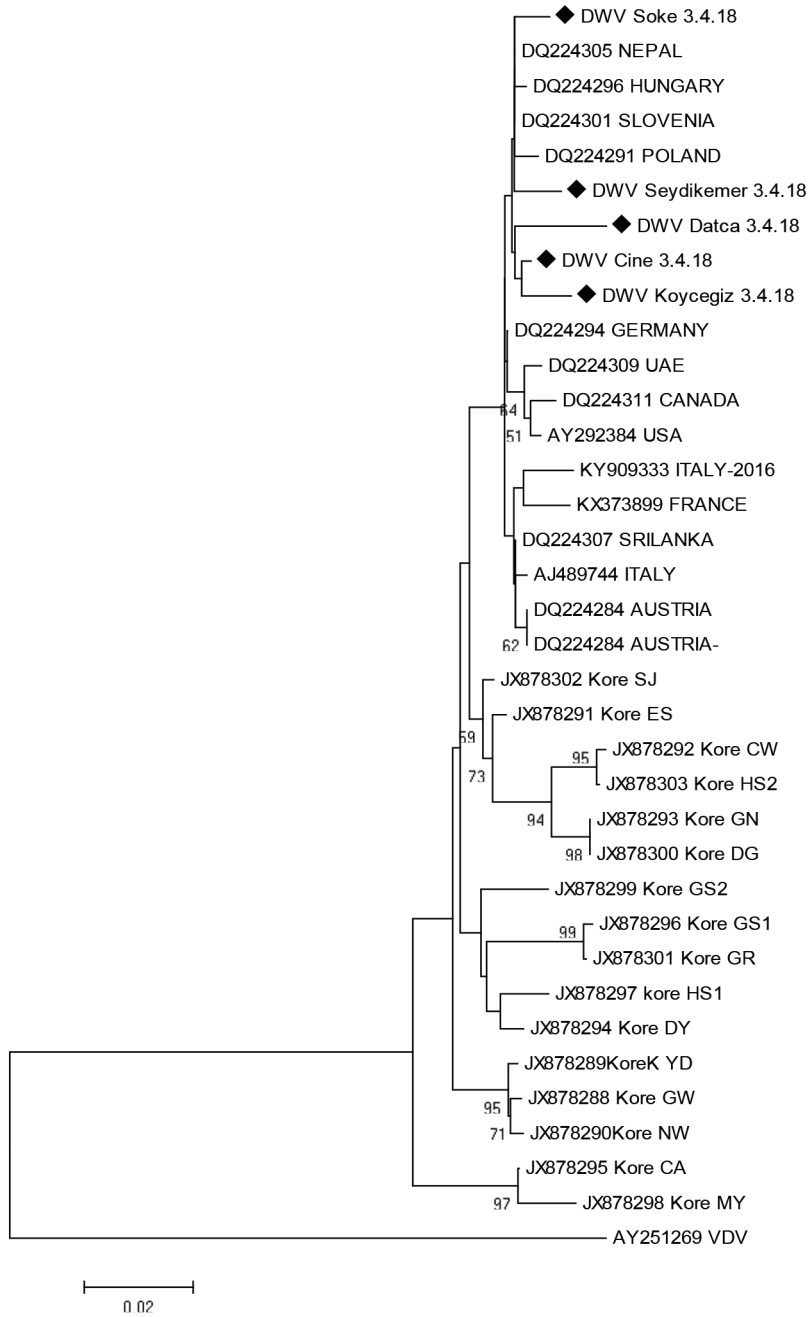 DWV Soke 3.4.18
DQ224305 NEPAL
DQ224296 HUNGARY
DQ224301 SLOVENIA
DQ224291 POLAND
DWV Seydikemer 3.4.18
DWV Datca 3.4.18
DWV Cine 3.4.18
DWV Koycegiz 3.4.18
DQ224294 GERMANY
DQ224309 UAE
DQ224311 CANADA
64
51
AY292384 USA
KY909333 ITALY-2016
KX373899 FRANCE
DQ224307 SRILANKA
AJ489744 ITALY
DQ224284 AUSTRIA
62
DQ224284 AUSTRIA-
JX878302 Kore SJ
JX878291 Kore ES
59
JX878292 Kore CW
95
73
JX878303 Kore HS2
94
JX878293 Kore GN
98
JX878300 Kore DG
JX878299 Kore GS2
99
JX878296 Kore GS1
JX878301 Kore GR
JX878297 kore HS1
JX878294 Kore DY
JX878289KoreK YD
95
JX878288 Kore GW
71
JX878290Kore NW
JX878295 Kore CA
97
JX878298 Kore MY
AY251269 VDV
0.02